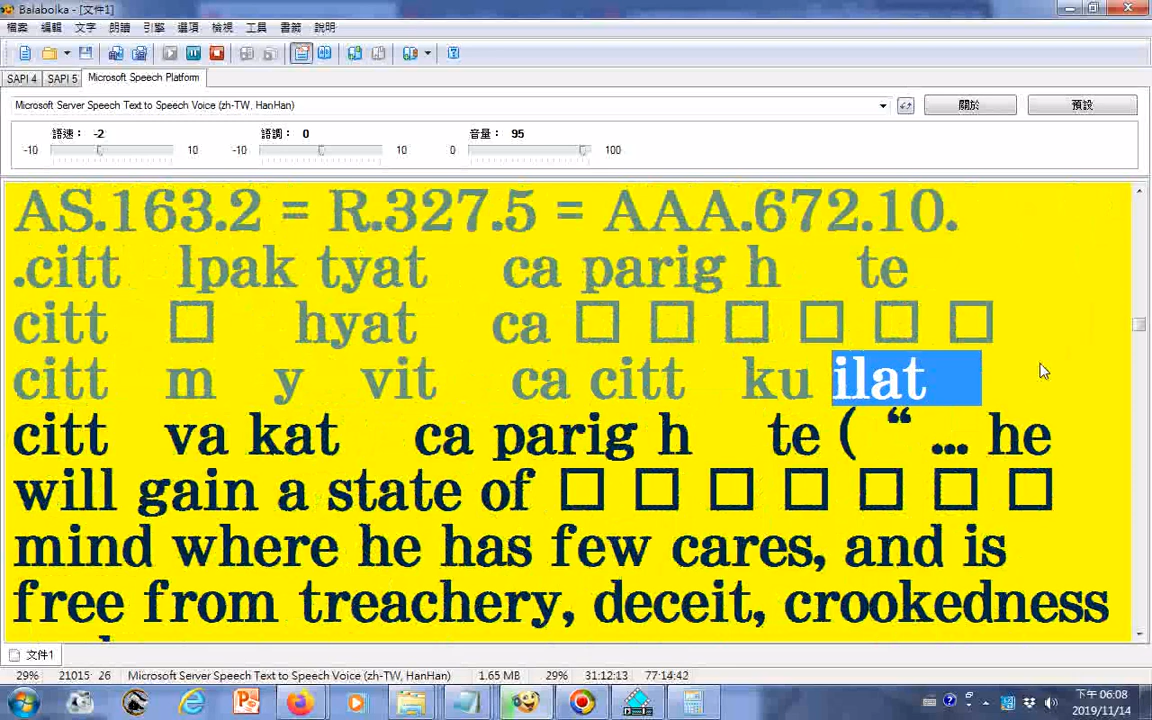 Balabolka - [文件1]
檔案 編輯 文字 朗讀 引擎 選項 檢視 工具 書籤 說明
SAPI 4 SAPI 5 Microsoft Speech Platform
Microsoft Server Speech Text to Speech Voice (zh-TW, HanHan)
關於 預設
語速： -2 語調： 0 音量： 95
-10 10 -10 10 0 100
AS.163.2 = R.327.5 = AAA.672.10.
.citt lpak tyat ca parig h te
citt □ hyat ca □ □ □ □ □ □
citt m y vit ca citt ku ilat
citt va kat ca parig h te ( “ ... he
will gain a state of □ □ □ □ □ □ □
mind where he has few cares, and is
free from treachery, deceit, crookedness
文件1
29% 21015 26 Microsoft Server Speech Text to Speech Voice (zh-TW, HanHan) 1.65 MB 29% 31:12:13 77:14:42
下午 06:08
2019/11/14